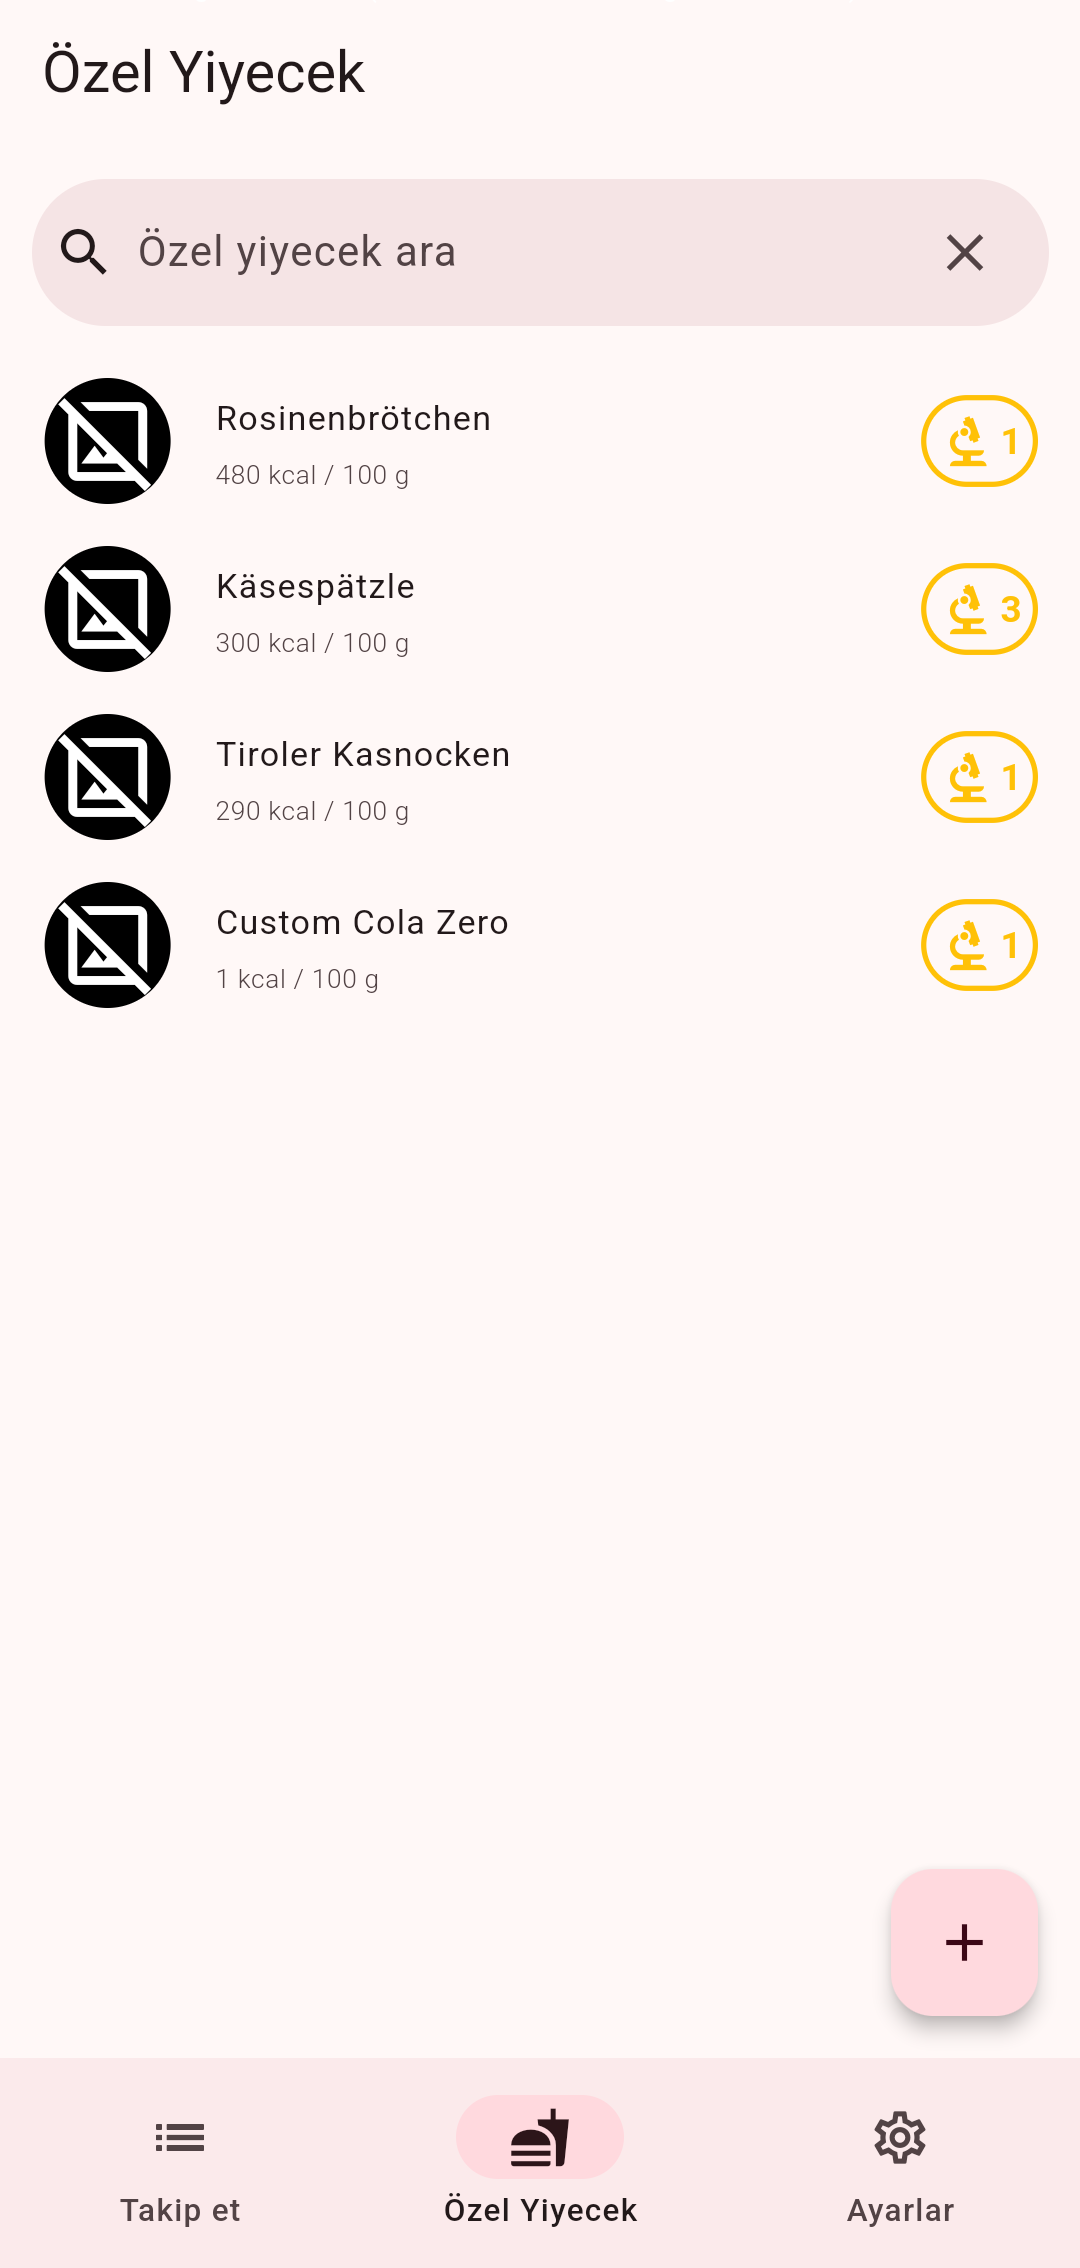 Özel Yiyecek
Özel yiyecek ara
Rosinenbrötchen
480 kcal / 100 g
1
Käsespätzle
300 kcal / 100 g
3
Tiroler Kasnocken
290 kcal / 100 g
1
Custom Cola Zero
1 kcal / 100 g
1
Takip et
Özel Yiyecek
Ayarlar